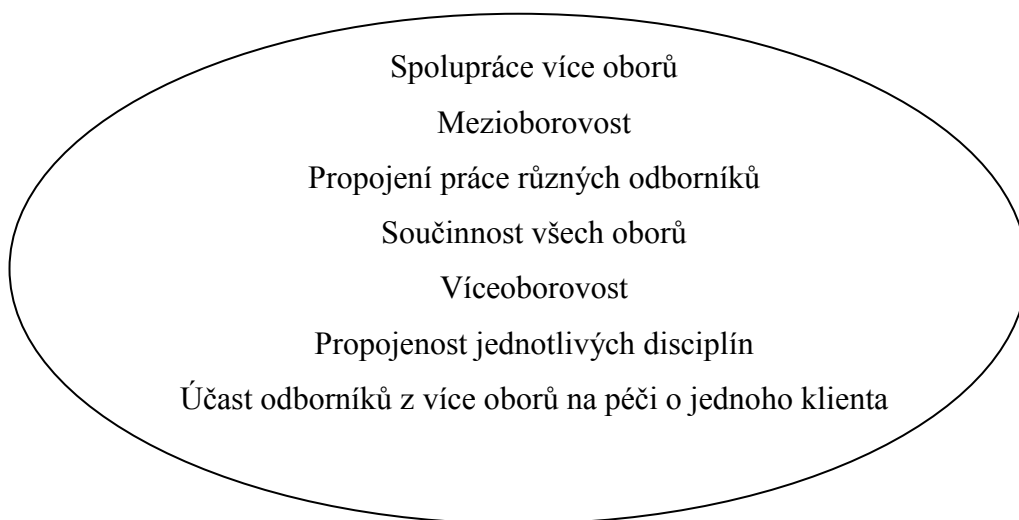 Spolupráce více oborů
Mezioborovost
Propojení práce různých odborníků
Součinnost všech oborů
Víceoborovost
Propojenost jednotlivých disciplín
Účast odborníků z více oborů na péči o jednoho klienta